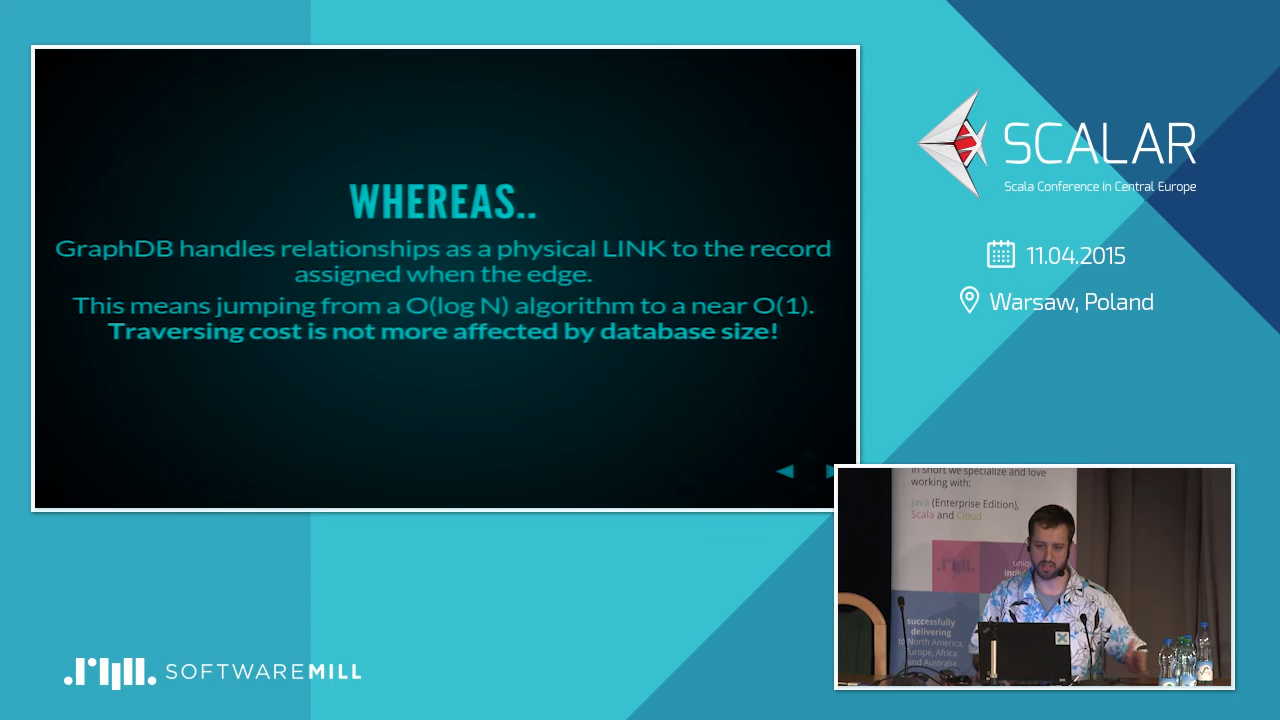 WHEREAS..
GraphDB handles relationships as a physical LINK to the record
assigned when the edge.
This means jumping from a O(log N) algorithm to a near O(1).
Traversing cost is not more affected by database size!
SCALAR
Scala Conference in Central Europe
11.04.2015
Warsaw, Poland
In short we specialize and love
working with:
Java (Enterprise Edition),
Scala and Cloud
successfully
delivering
to North America,
Europe, Africa
and Australia
SOFTWAREMILL